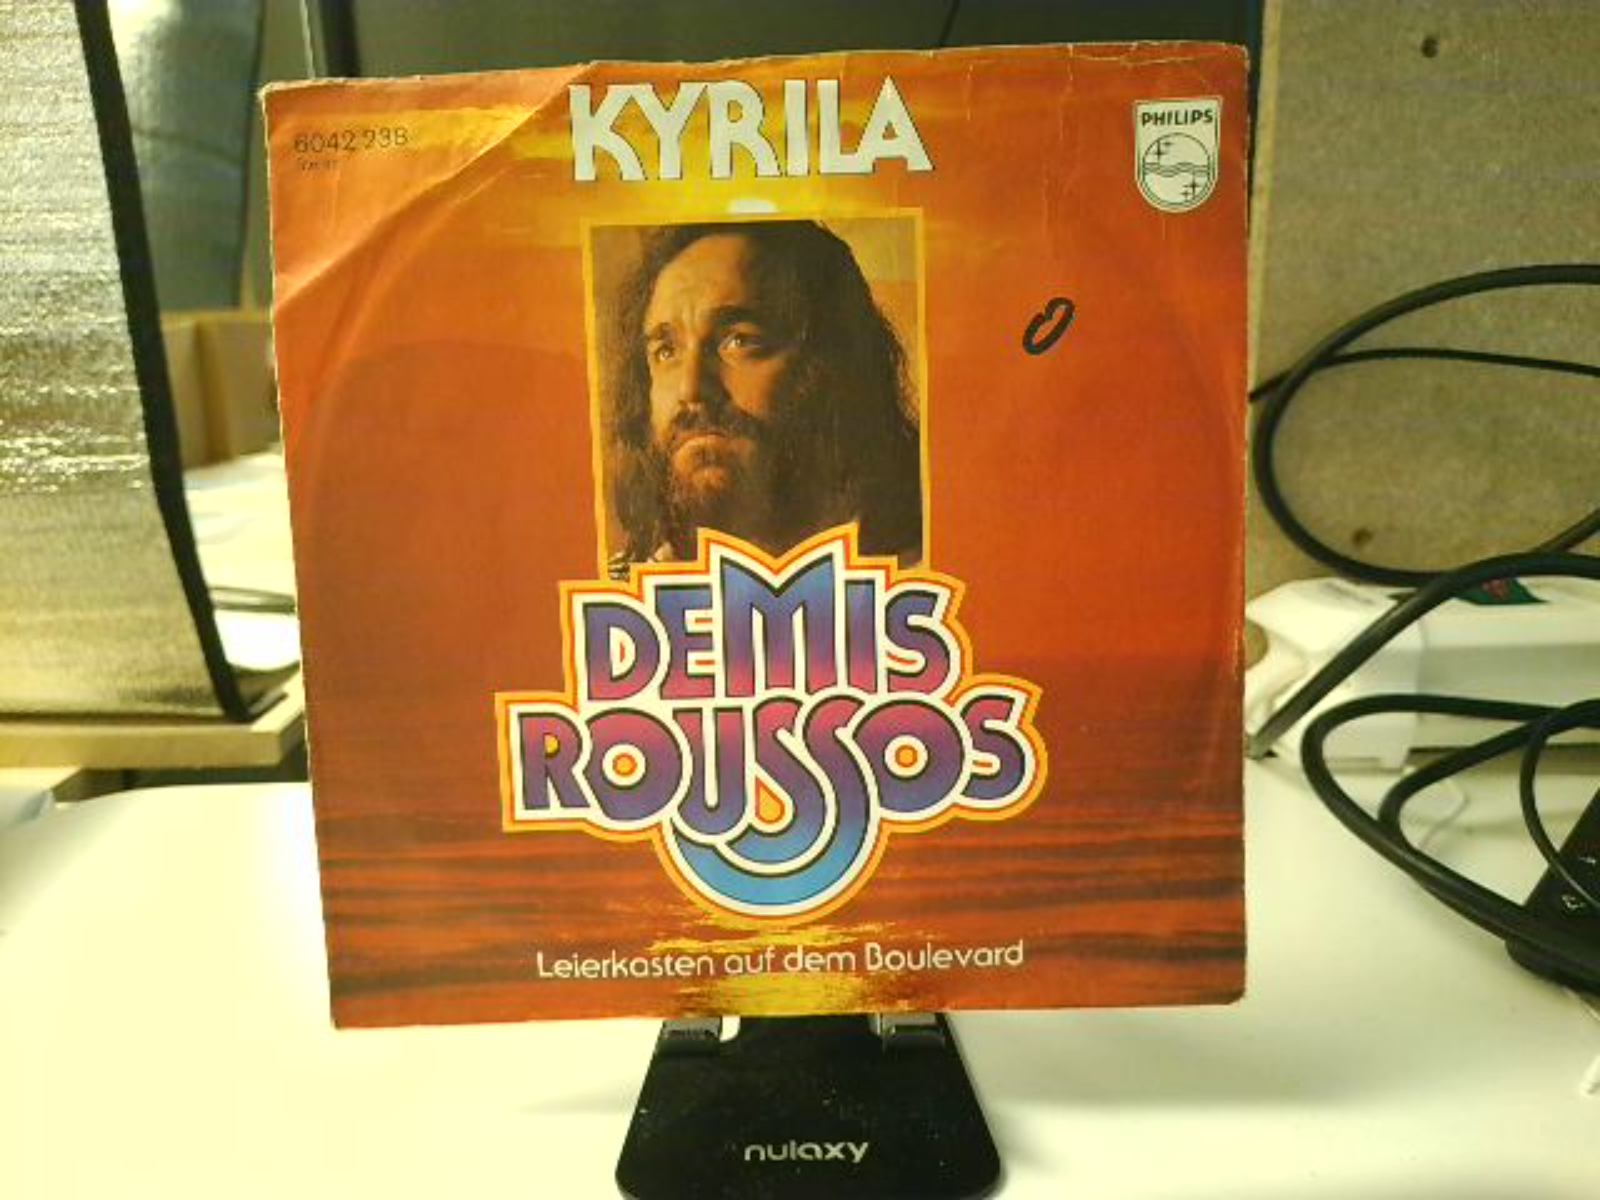 KYRILA
6042 238
PHILIPS
DEMIS
ROUSSOS
Leierkasten auf dem Boulevard
nulaxy